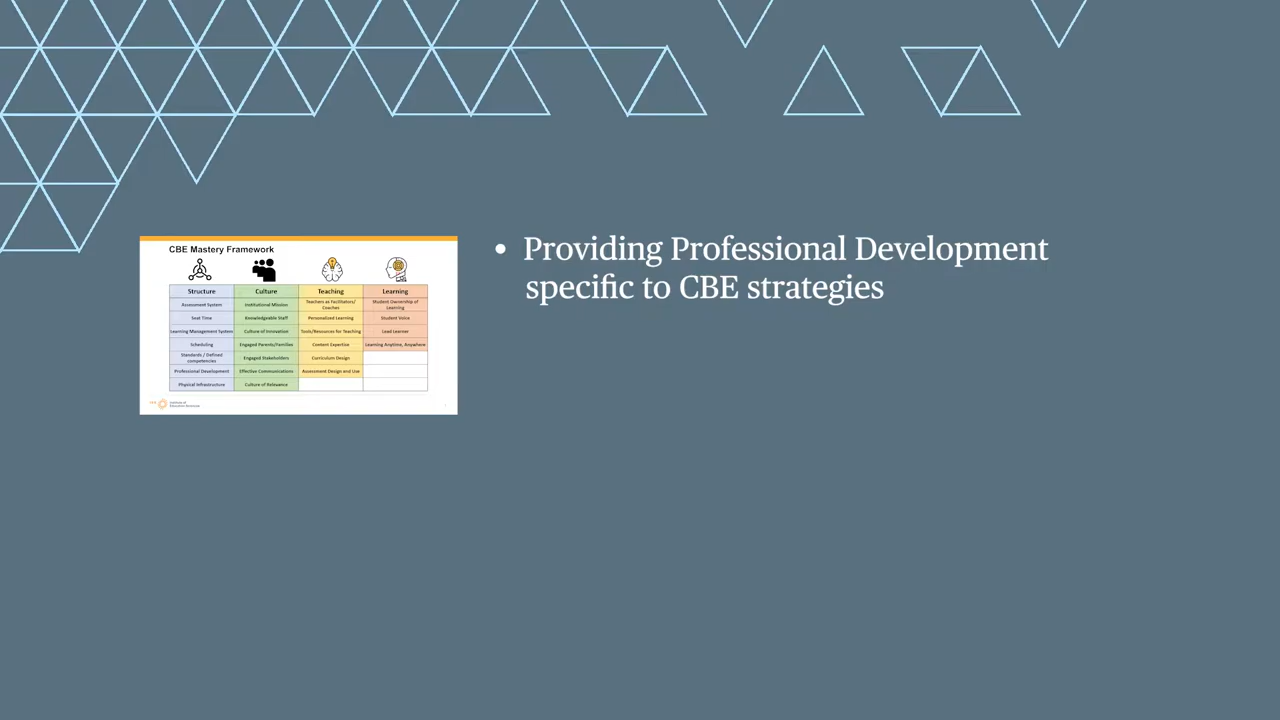 CBE Mastery Framework
Structure Culture Teaching Learning
Assessment System Institutional Mission Teachers as Facilitators/ Coaches Student Ownership of Learning
Seat Time Knowledgeable Staff Personalized Learning Student Voice
Learning Management System Culture of Innovation Tools/Resources for Teaching Lead Learner
Scheduling Engaged Parents/Families Content Expertise Learning Anytime, Anywhere
Standards / Defined competencies Engaged Stakeholders Curriculum Design
Professional Development Effective Communications Assessment Design and Use
Physical Infrastructure Culture of Relevance
• Providing Professional Development
specific to CBE strategies